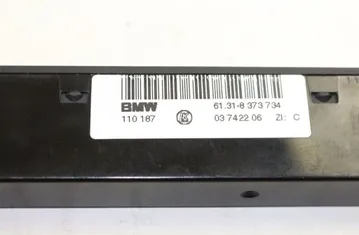 BMW 61.31-8 373 734
110 187 03 7422 06 ZI: C